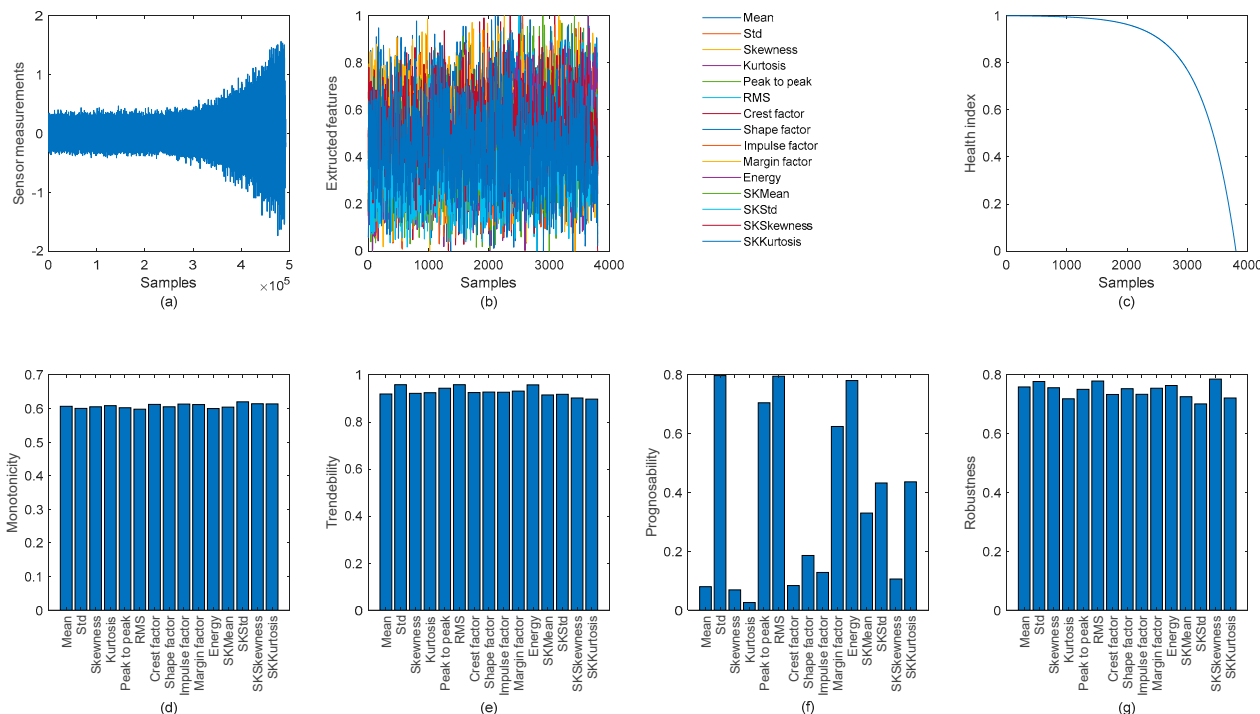 Sensor measurements
2
1
0
-1
-2
0
1
2
3
4
5
Samples
×10^5
(a)
Extructed features
1
0.8
0.6
0.4
0.2
0
0
1000
2000
3000
4000
Samples
(b)
Mean
Std
Skewness
Kurtosis
Peak to peak
RMS
Crest factor
Shape factor
Impulse factor
Margin factor
Energy
SKMean
SKStd
SKSkewness
SKKurtosis
Health index
1
0.8
0.6
0.4
0.2
0
0
1000
2000
3000
4000
Samples
(c)
Monotonicity
0.7
0.6
0.5
0.4
0.3
0.2
0.1
0
Mean
Std
Skewness
Kurtosis
Peak to peak
RMS
Crest factor
Shape factor
Impulse factor
Margin factor
Energy
SKMean
SKStd
SKSkewness
SKKurtosis
(d)
Trendebility
1
0.8
0.6
0.4
0.2
0
Mean
Std
Skewness
Kurtosis
Peak to peak
RMS
Crest factor
Shape factor
Impulse factor
Margin factor
Energy
SKMean
SKStd
SKSkewness
SKKurtosis
(e)
Prognosability
0.8
0.6
0.4
0.2
0
Mean
Std
Skewness
Kurtosis
Peak to peak
RMS
Crest factor
Shape factor
Impulse factor
Margin factor
Energy
SKMean
SKStd
SKSkewness
SKKurtosis
(f)
Robustness
0.8
0.6
0.4
0.2
0
Mean
Std
Skewness
Kurtosis
Peak to peak
RMS
Crest factor
Shape factor
Impulse factor
Margin factor
Energy
SKMean
SKStd
SKSkewness
SKKurtosis
(g)